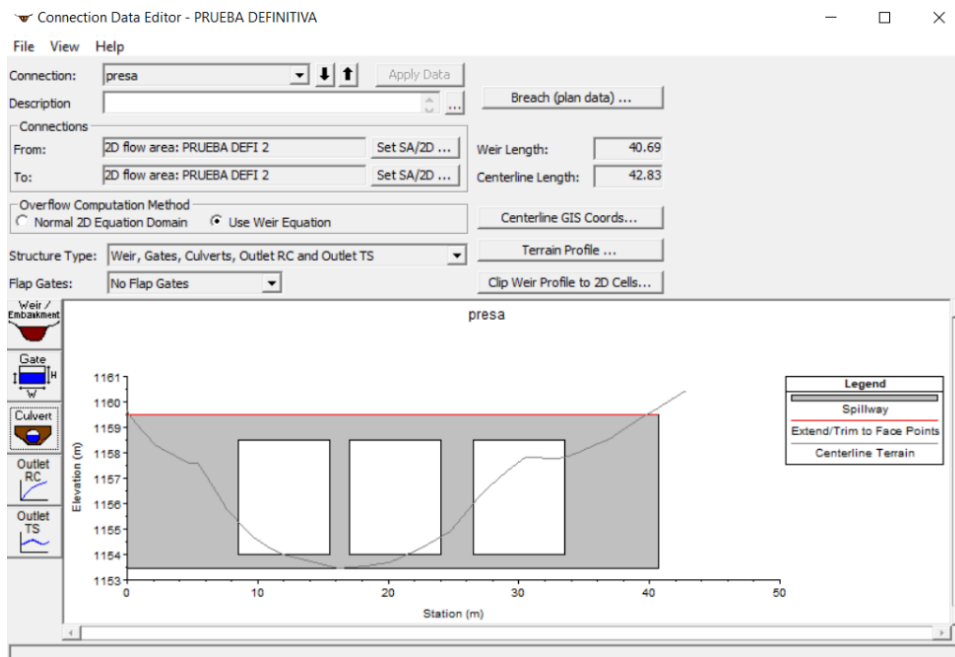 Connection Data Editor - PRUEBA DEFINITIVA
File View Help
Connection: presa Apply Data
Description ... Breach (plan data) ...
Connections
From: 2D flow area: PRUEBA DEFI 2 Set SA/2D ... Weir Length: 40.69
To: 2D flow area: PRUEBA DEFI 2 Set SA/2D ... Centerline Length: 42.83
Overflow Computation Method
Normal 2D Equation Domain Use Weir Equation Centerline GIS Coords...
Structure Type: Weir, Gates, Culverts, Outlet RC and Outlet TS Terrain Profile ...
Flap Gates: No Flap Gates Clip Weir Profile to 2D Cells...
Weir / Embankment
Gate
H
W
Culvert
Outlet RC
Outlet TS
presa
1161
1160
1159
1158
1157
1156
1155
1154
1153
Elevation (m)
0 10 20 30 40 50
Station (m)
Legend
Spillway
Extend/Trim to Face Points
Centerline Terrain